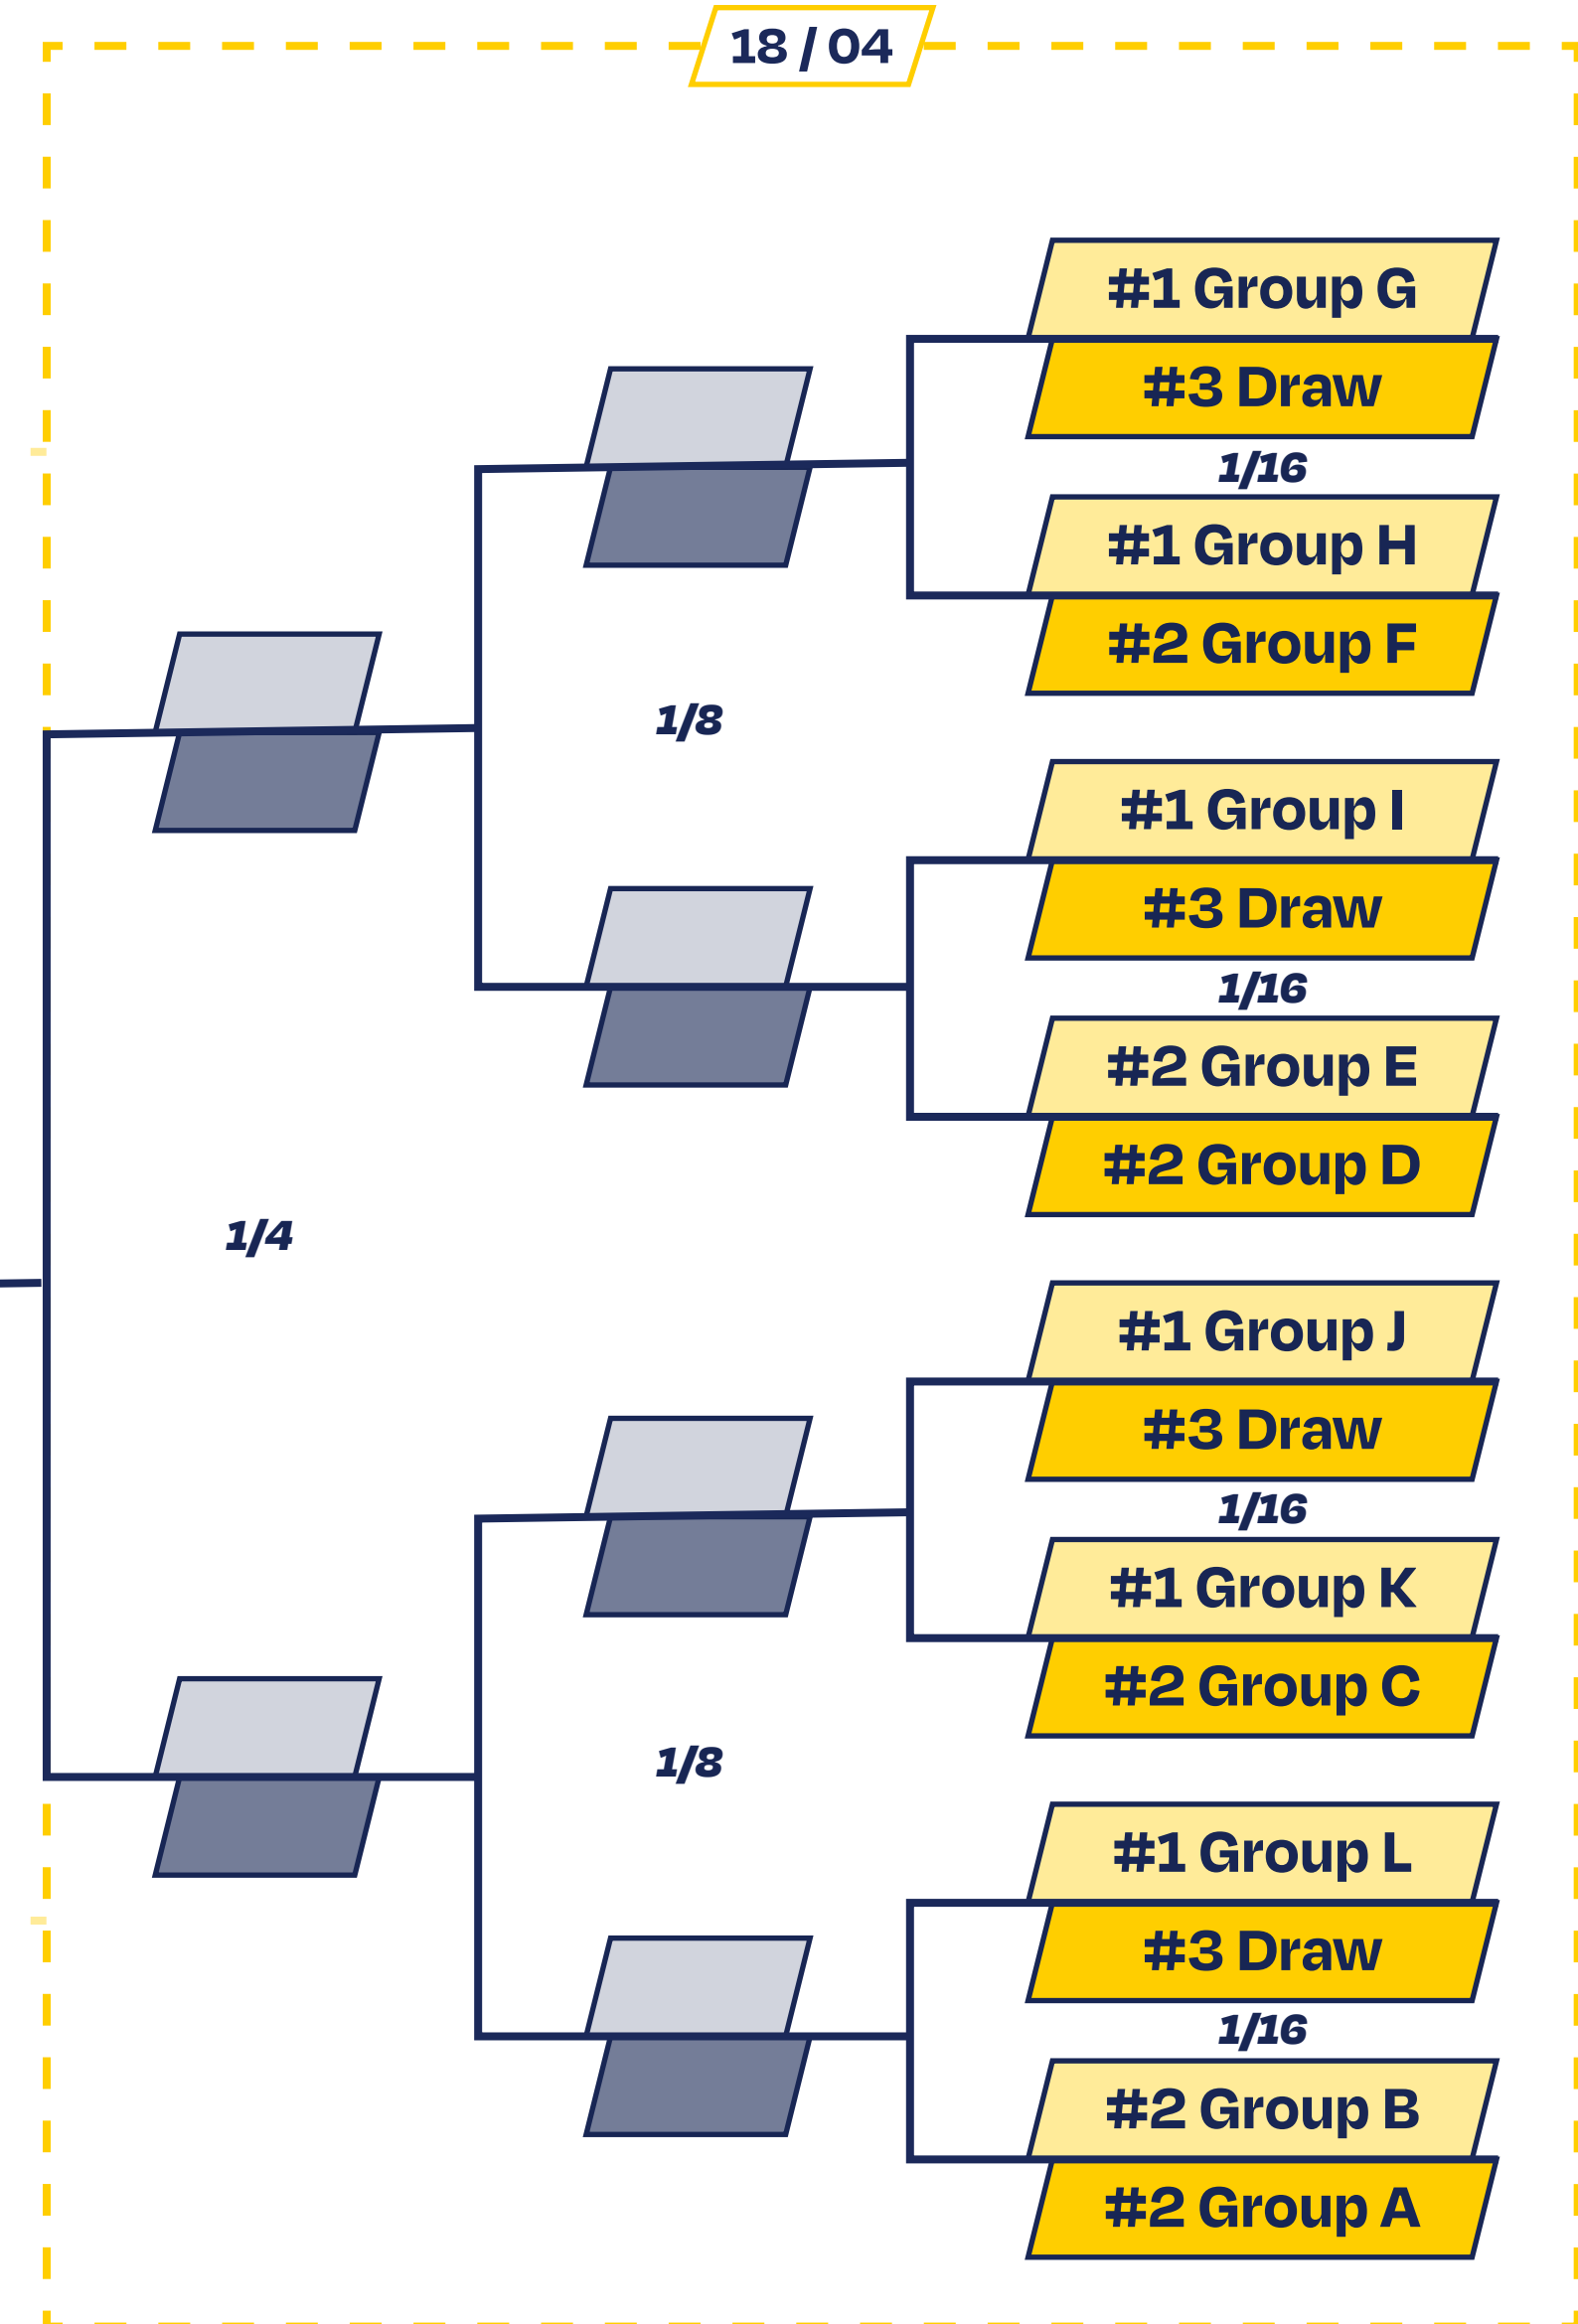 18 / 04
#1 Group G
#3 Draw
1/16
#1 Group H
#2 Group F
1/8
#1 Group I
#3 Draw
1/16
#2 Group E
#2 Group D
1/4
#1 Group J
#3 Draw
1/16
#1 Group K
#2 Group C
1/8
#1 Group L
#3 Draw
1/16
#2 Group B
#2 Group A